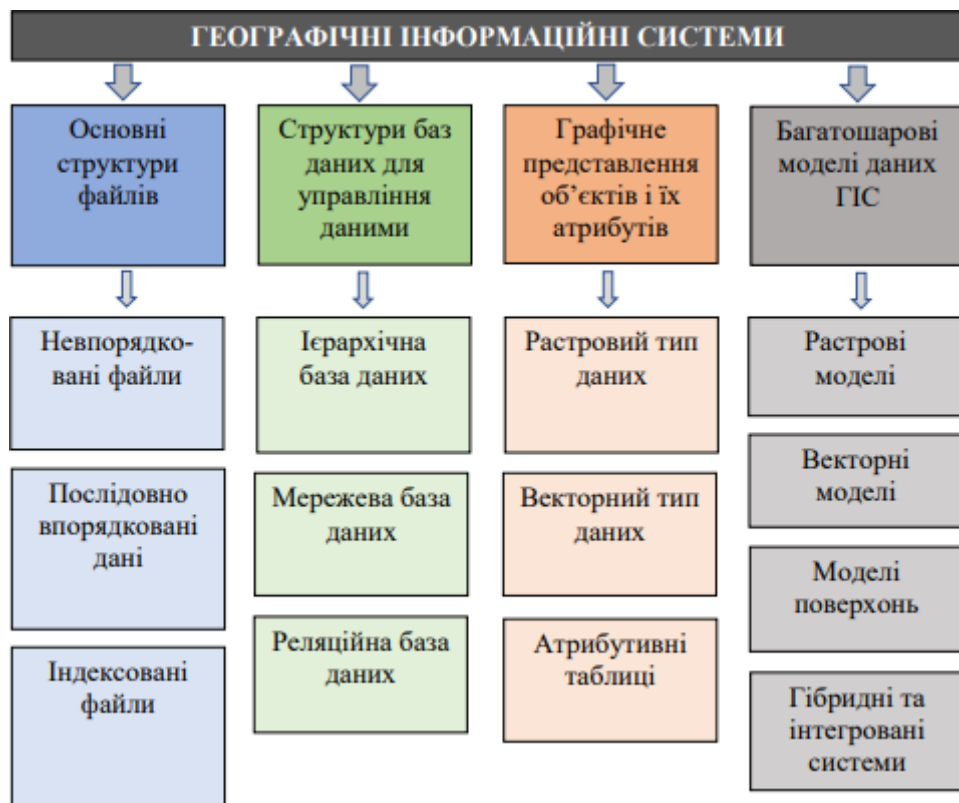 ГЕОГРАФІЧНІ ІНФОРМАЦІЙНІ СИСТЕМИ
Основні
структури
файлів
Невпорядко-
вані файли
Послідовно
впорядковані
дані
Індексовані
файли
Структури баз
даних для
управління
даними
Ієрархічна
база даних
Мережева база
даних
Реляційна база
даних
Графічне
представлення
об’єктів і їх
атрибутів
Растровий тип
даних
Векторний тип
даних
Атрибутивні
таблиці
Багатошарові
моделі даних
ГІС
Растрові
моделі
Векторні
моделі
Моделі
поверхонь
Гібридні та
інтегровані
системи